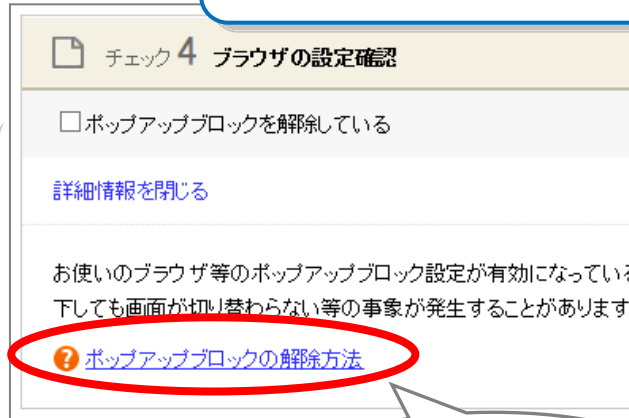 チェック4 ブラウザの設定確認
ポップアップブロックを解除している
詳細情報を閉じる
お使いのブラウザ等のポップアップブロック設定が有効になっている
下しても画面が切り替わらない等の事象が発生することがあります
? ポップアップブロックの解除方法